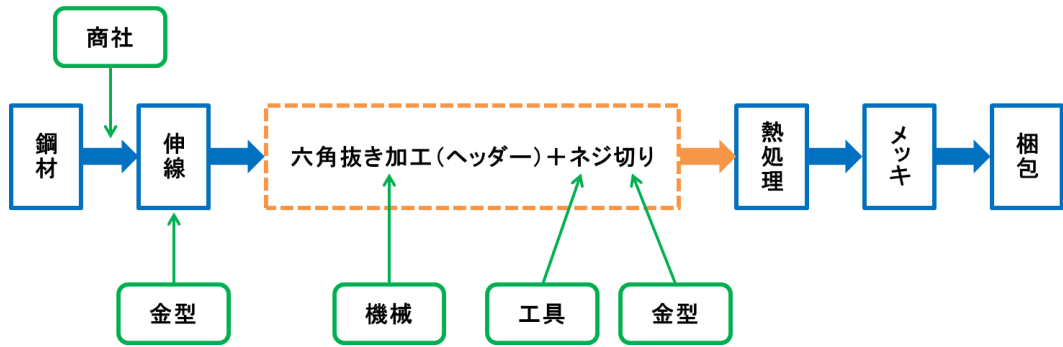 商社
鋼材
伸線
六角抜き加工(ヘッダー)+ネジ切り
熱処理
メッキ
梱包
金型
機械
工具
金型